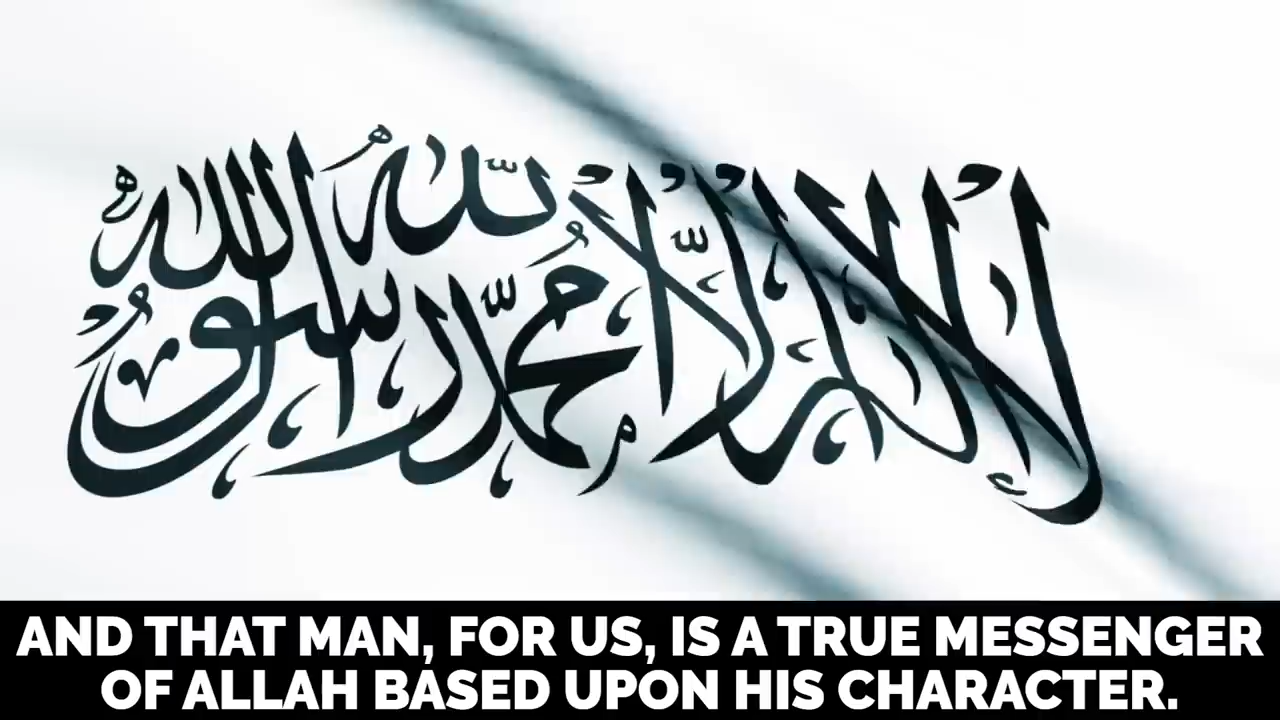 لا إله إلا الله محمد رسول الله
AND THAT MAN, FOR US, IS A TRUE MESSENGER
OF ALLAH BASED UPON HIS CHARACTER.